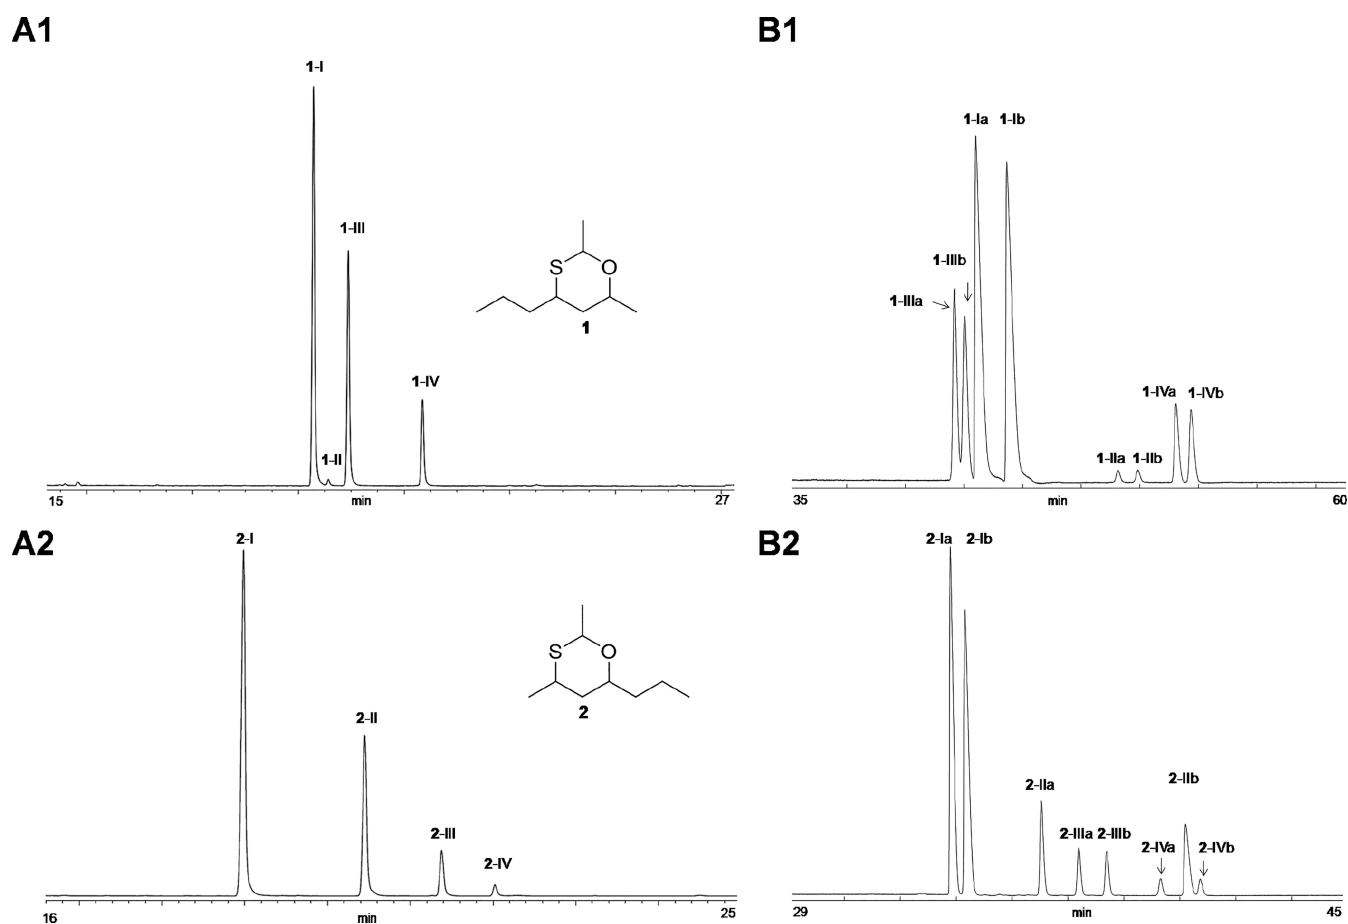 A1
1-I
1-III
1-IV
1-II
S
O
1
15
min
27
B1
1-Ia
1-Ib
1-IIIb
1-IIIa
1-IVa
1-IVb
1-IIa
1-IIb
35
min
60
A2
2-I
2-II
2-III
2-IV
S
O
2
16
min
25
B2
2-Ia
2-Ib
2-IIa
2-IIb
2-IIIa
2-IIIb
2-IVa
2-IVb
29
min
45